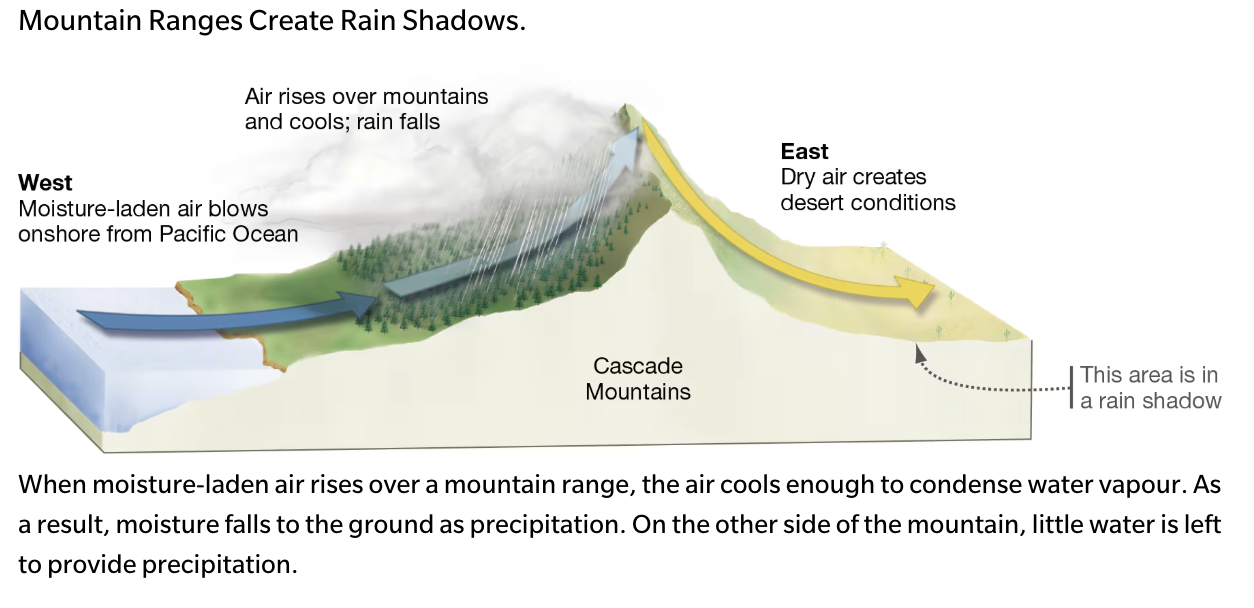 Mountain Ranges Create Rain Shadows.
Air rises over mountains
and cools; rain falls
West
Moisture-laden air blows
onshore from Pacific Ocean
East
Dry air creates
desert conditions
Cascade
Mountains
This area is in
a rain shadow
When moisture-laden air rises over a mountain range, the air cools enough to condense water vapour. As
a result, moisture falls to the ground as precipitation. On the other side of the mountain, little water is left
to provide precipitation.